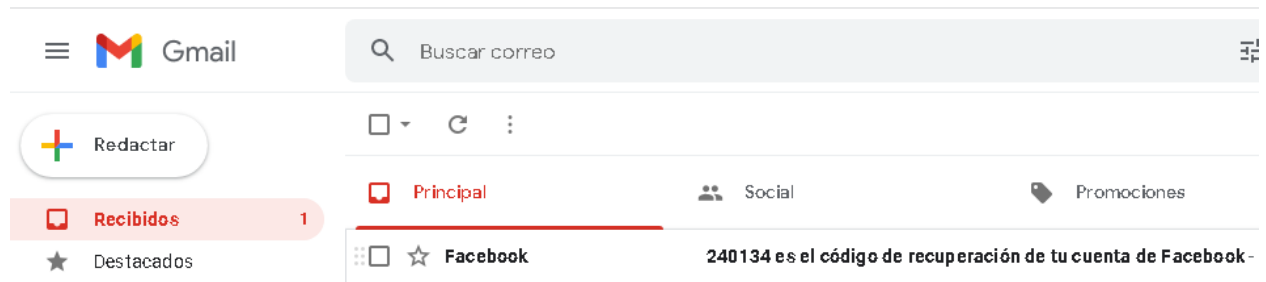 Gmail
Buscar correo
Redactar
Principal
Social
Promociones
Recibidos
1
Destacados
Facebook
240134 es el código de recuperación de tu cuenta de Facebook -